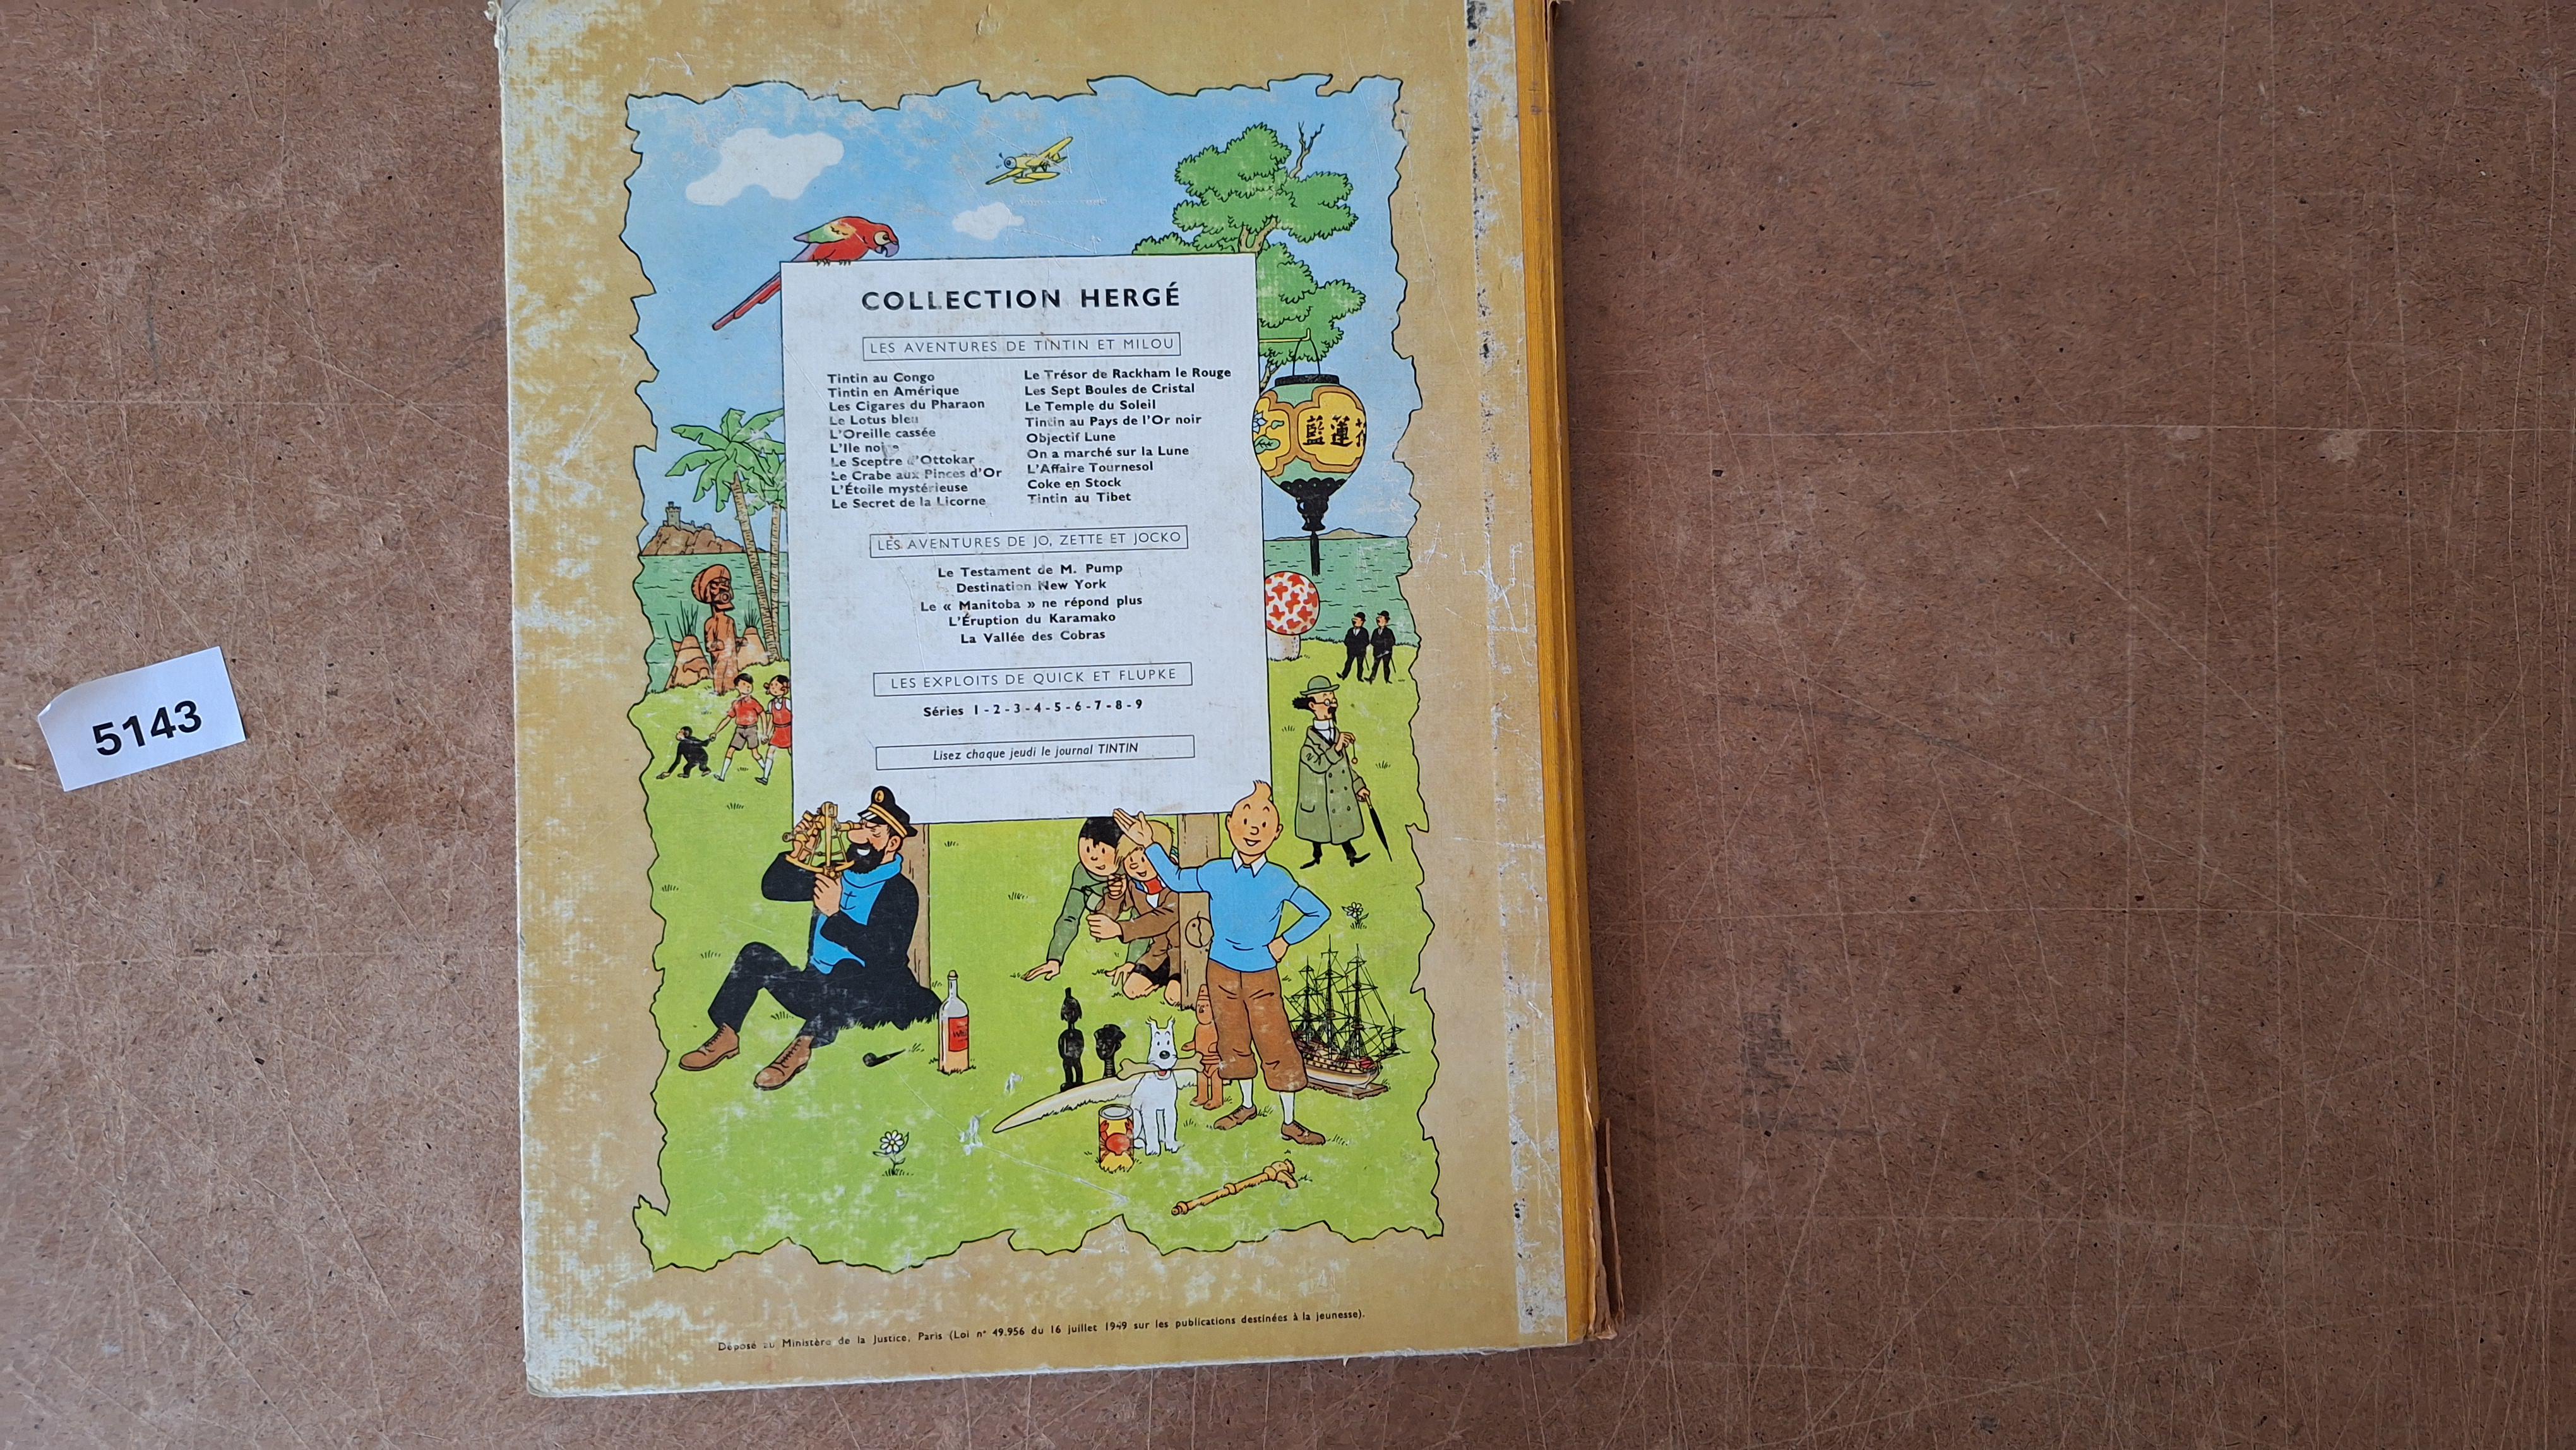 COLLECTION HERGÉ
LES AVENTURES DE TINTIN ET MILOU
Tintin au Congo
Tintin en Amérique
Les Cigares du Pharaon
Le Lotus bleu
L'Oreille cassée
L'Ile noire
Le Sceptre d'Ottokar
Le Crabe aux Pinces d'Or
L'Étoile mystérieuse
Le Secret de la Licorne
Le Trésor de Rackham le Rouge
Les Sept Boules de Cristal
Le Temple du Soleil
Tintin au Pays de l'Or noir
Objectif Lune
On a marché sur la Lune
L'Affaire Tournesol
Coke en Stock
Tintin au Tibet
LES AVENTURES DE JO, ZETTE ET JOCKO
Le Testament de M. Pump
Destination New York
Le « Manitoba » ne répond plus
L'Éruption du Karamako
La Vallée des Cobras
LES EXPLOITS DE QUICK ET FLUPKE
Séries 1 - 2 - 3 - 4 - 5 - 6 - 7 - 8 - 9
Lisez chaque jeudi le journal TINTIN
藍蓮
5143
Déposé au Ministère de la Justice, Paris (Loi n° 49.956 du 16 juillet 1949 sur les publications destinées à la jeunesse).